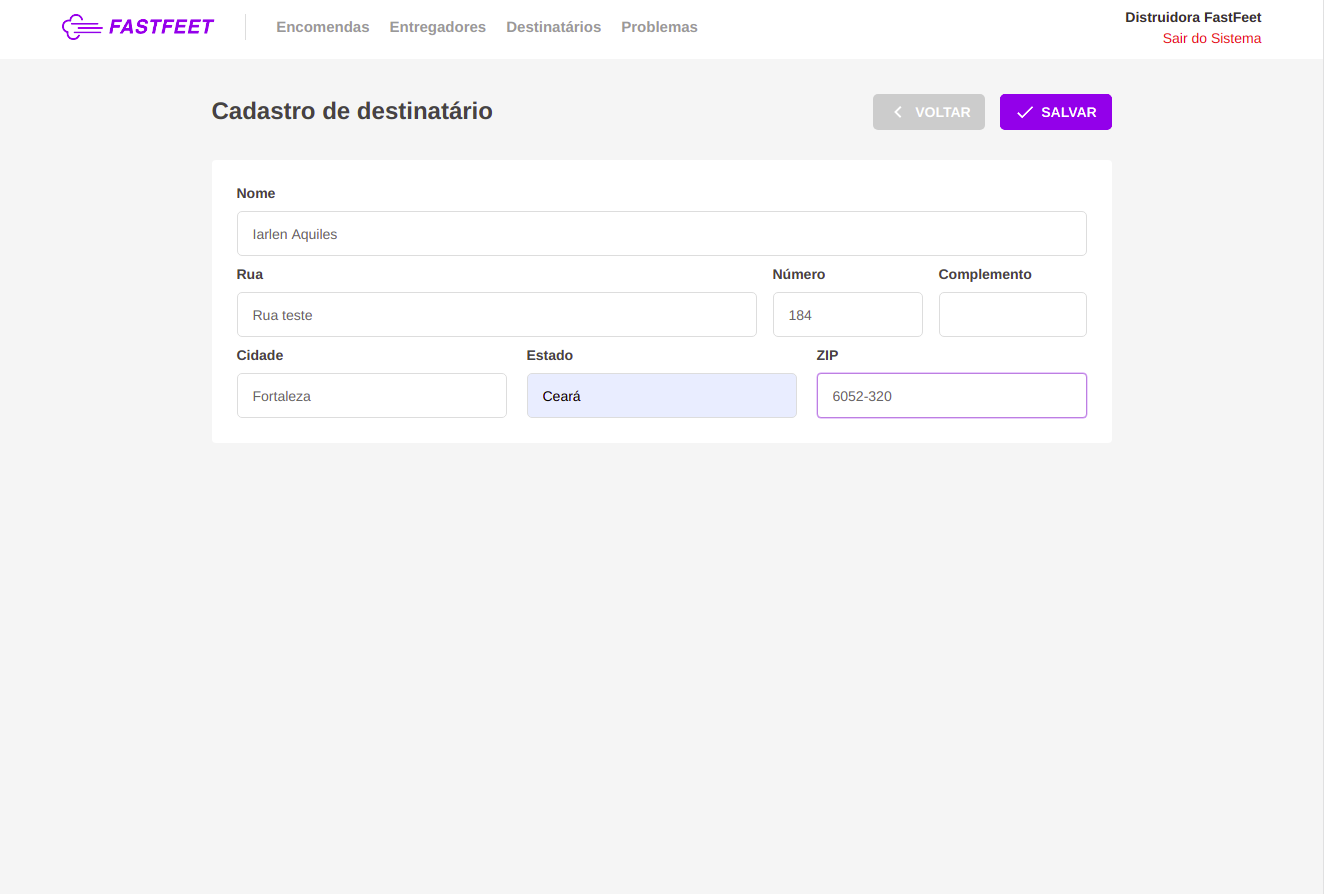 FASTFEET
Encomendas Entregadores Destinatários Problemas
Distruidora FastFeet
Sair do Sistema
Cadastro de destinatário
VOLTAR
SALVAR
Nome
Iarlen Aquiles
Rua Número Complemento
Rua teste 184
Cidade Estado ZIP
Fortaleza Ceará 6052-320